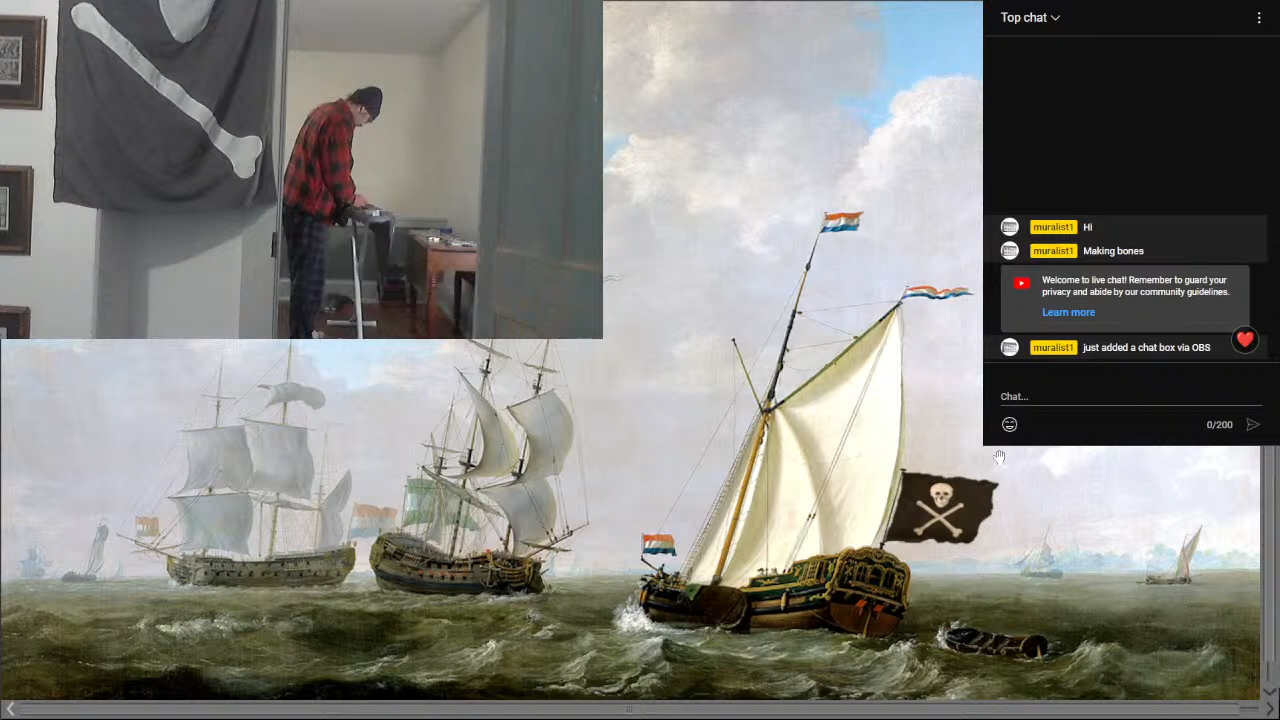 Top chat
muralist1 Hi
muralist1 Making bones
Welcome to live chat! Remember to guard your
privacy and abide by our community guidelines.
Learn more
muralist1 just added a chat box via OBS
Chat...
0/200